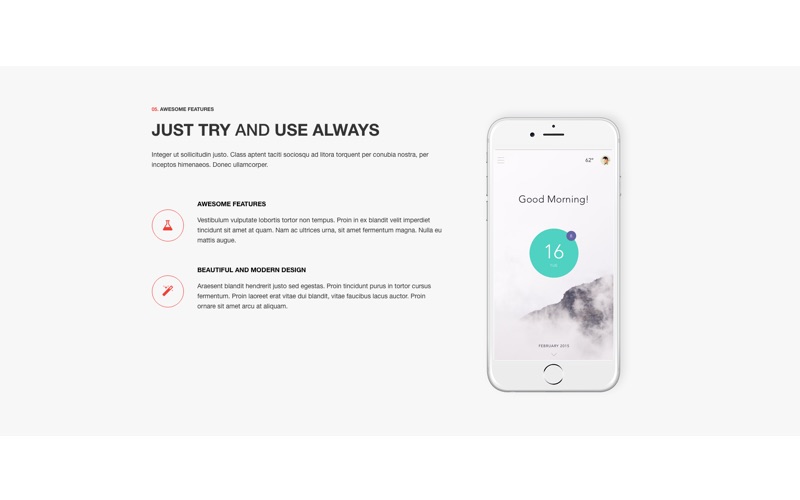 05. AWESOME FEATURES
JUST TRY AND USE ALWAYS
Integer ut sollicitudin justo. Class aptent taciti sociosqu ad litora torquent per conubia nostra, per
inceptos himenaeos. Donec ullamcorper.
AWESOME FEATURES
Vestibulum vulputate lobortis tortor non tempus. Proin in ex blandit velit imperdiet
tincidunt sit amet at quam. Nam ac ultrices urna, sit amet fermentum magna. Nulla eu
mattis augue.
BEAUTIFUL AND MODERN DESIGN
Araesent blandit hendrerit justo sed egestas. Proin tincidunt purus in tortor cursus
fermentum. Proin laoreet erat vitae dui blandit, vitae faucibus lacus auctor. Proin
ornare sit amet arcu at aliquam.
62°
Good Morning!
16
FEBRUARY 2015